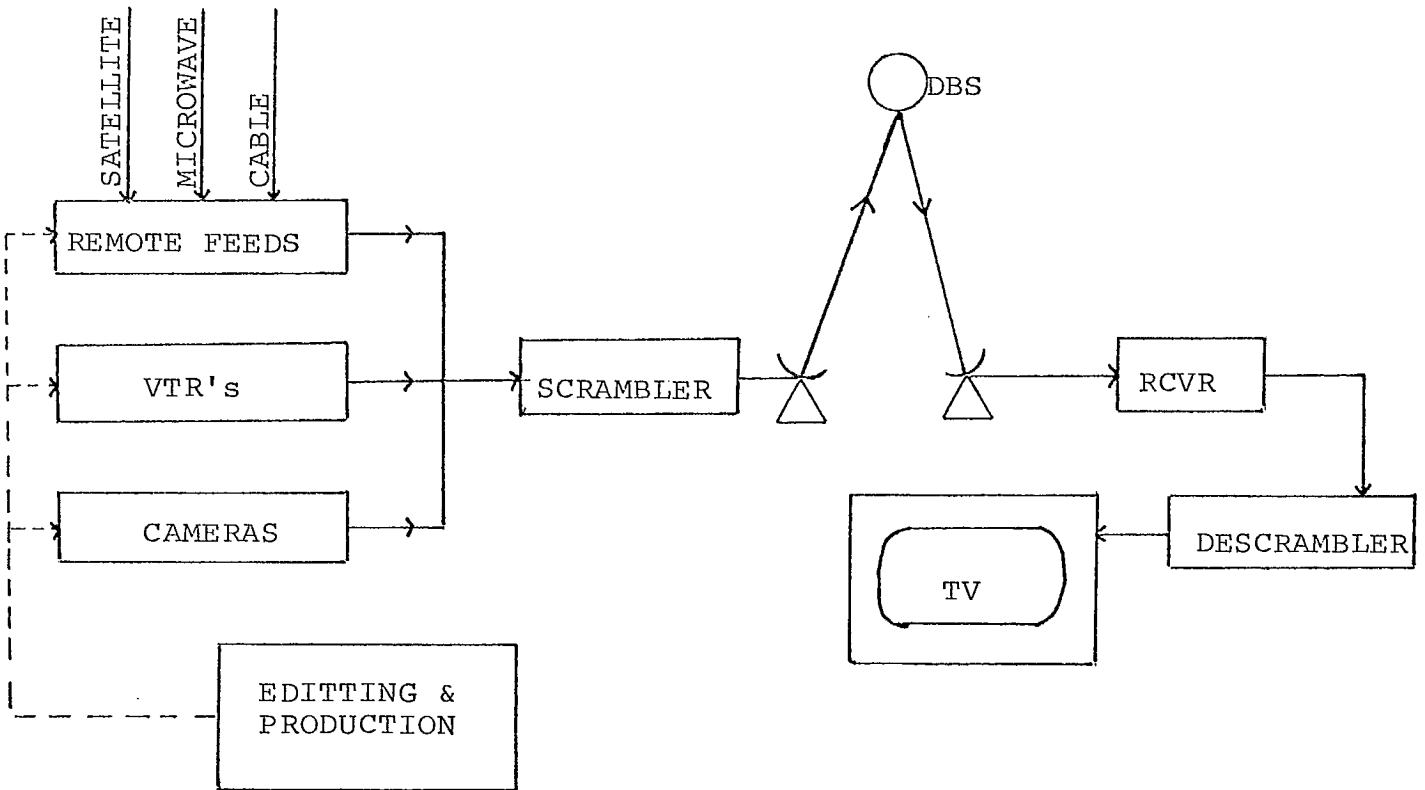 SATELLITE
MICROWAVE
CABLE
DBS
REMOTE FEEDS
VTR's
SCRAMBLER
RCVR
CAMERAS
DESCRAMBLER
TV
EDITTING &
PRODUCTION